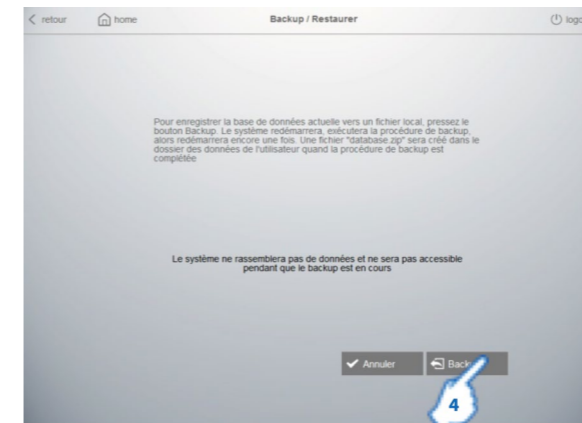 retour home Backup / Restaurer
Pour enregistrer la base de données actuelle vers un fichier local, pressez le
bouton Backup. Le système redémarrera, exécutera la procédure de backup,
alors redémarrera encore une fois. Une fichier "database.zip" sera créé dans le
dossier des données de l'utilisateur quand la procédure de backup est
complétée
Le système ne rassemblera pas de données et ne sera pas accessible
pendant que le backup est en cours
Annuler
4